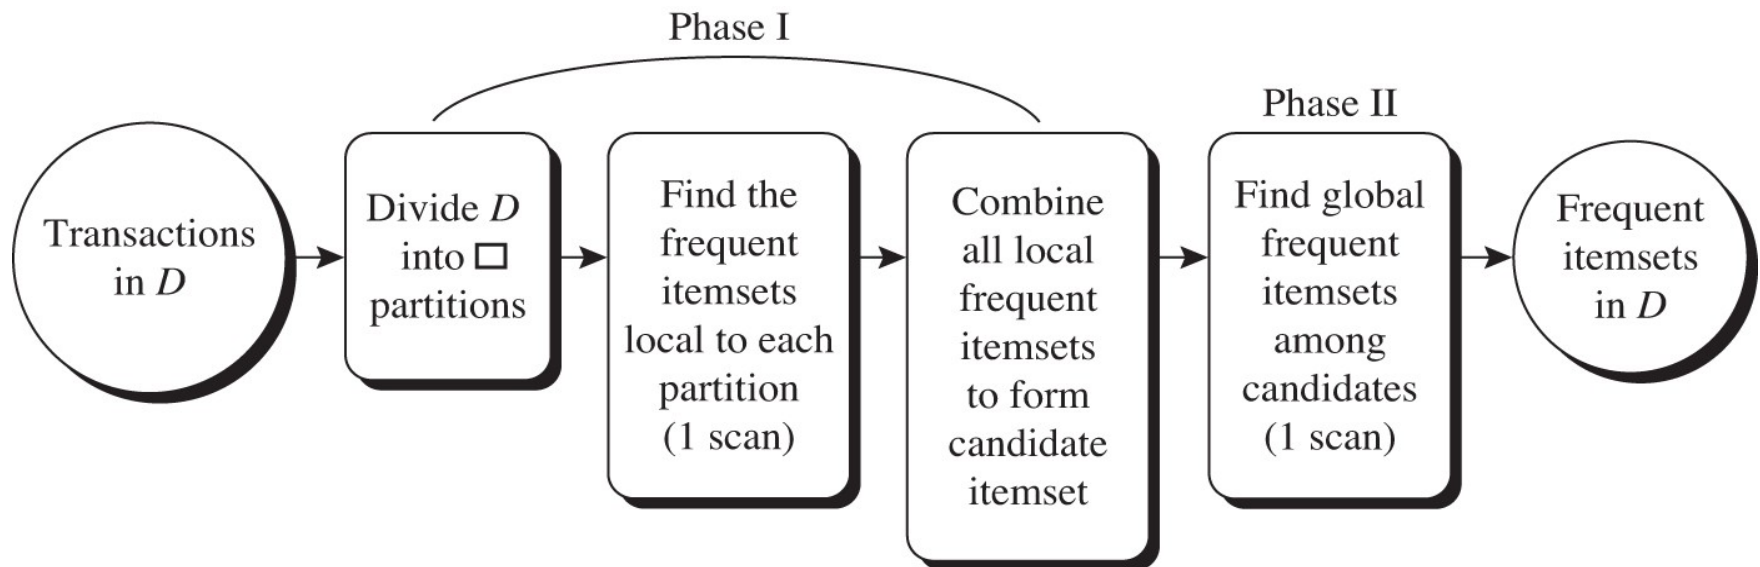 Phase I
Phase II
Transactions
in D
Divide D
into □
partitions
Find the
frequent
itemsets
local to each
partition
(1 scan)
Combine
all local
frequent
itemsets
to form
candidate
itemset
Find global
frequent
itemsets
among
candidates
(1 scan)
Frequent
itemsets
in D